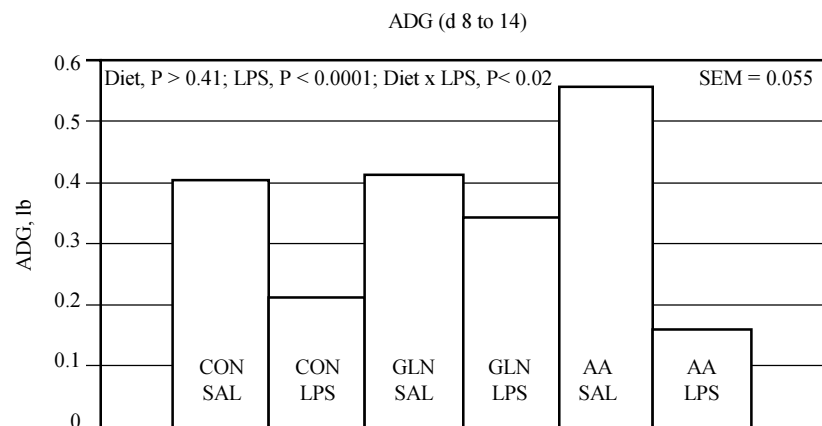 ADG (d 8 to 14)
Diet, P > 0.41; LPS, P < 0.0001; Diet x LPS, P< 0.02
SEM = 0.055
ADG, lb
0.6
0.5
0.4
0.3
0.2
0.1
0
CON
SAL
CON
LPS
GLN
SAL
GLN
LPS
AA
SAL
AA
LPS